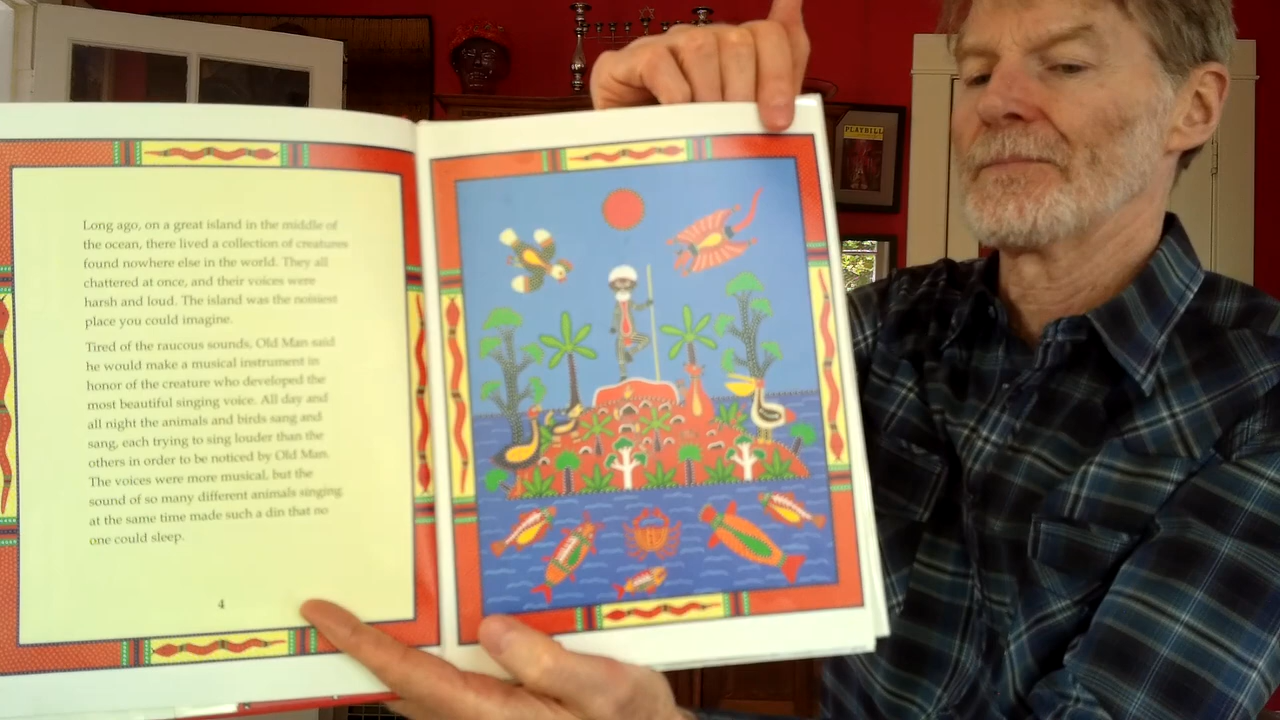 Long ago, on a great island in the middle of
the ocean, there lived a collection of creatures
found nowhere else in the world. They all
chattered at once, and their voices were
harsh and loud. The island was the noisiest
place you could imagine.
Tired of the raucous sounds, Old Man said
he would make a musical instrument in
honor of the creature who developed the
most beautiful singing voice. All day and
all night the animals and birds sang and
sang, each trying to sing louder than the
others in order to be noticed by Old Man.
The voices were more musical, but the
sound of so many different animals singing
at the same time made such a din that no
one could sleep.
4
PLAYBILL